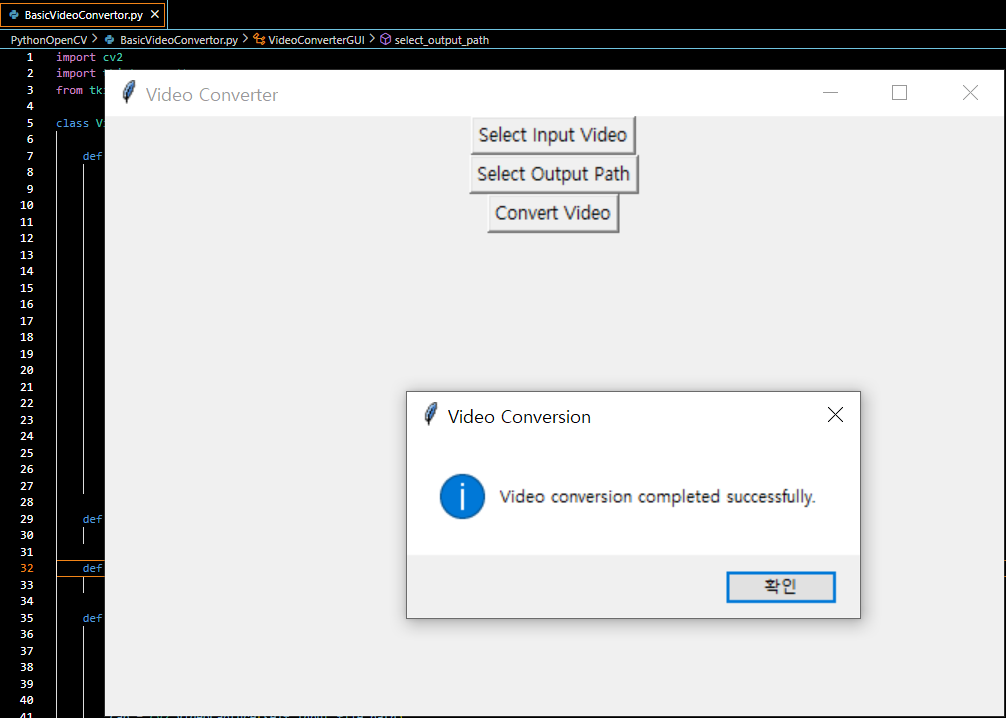 BasicVideoConvertor.py
PythonOpenCV > BasicVideoConvertor.py > VideoConverterGUI > select_output_path
1 import cv2
2 import
3 from
4
5 class
6
7 def
8
9
10
11
12
13
14
15
16
17
18
19
20
21
22
23
24
25
26
27
28
29 def
30
31
32 def
33
34
35 def
36
37
38
39
40
41
Video Converter
Select Input Video
Select Output Path
Convert Video
Video Conversion
Video conversion completed successfully.
확인